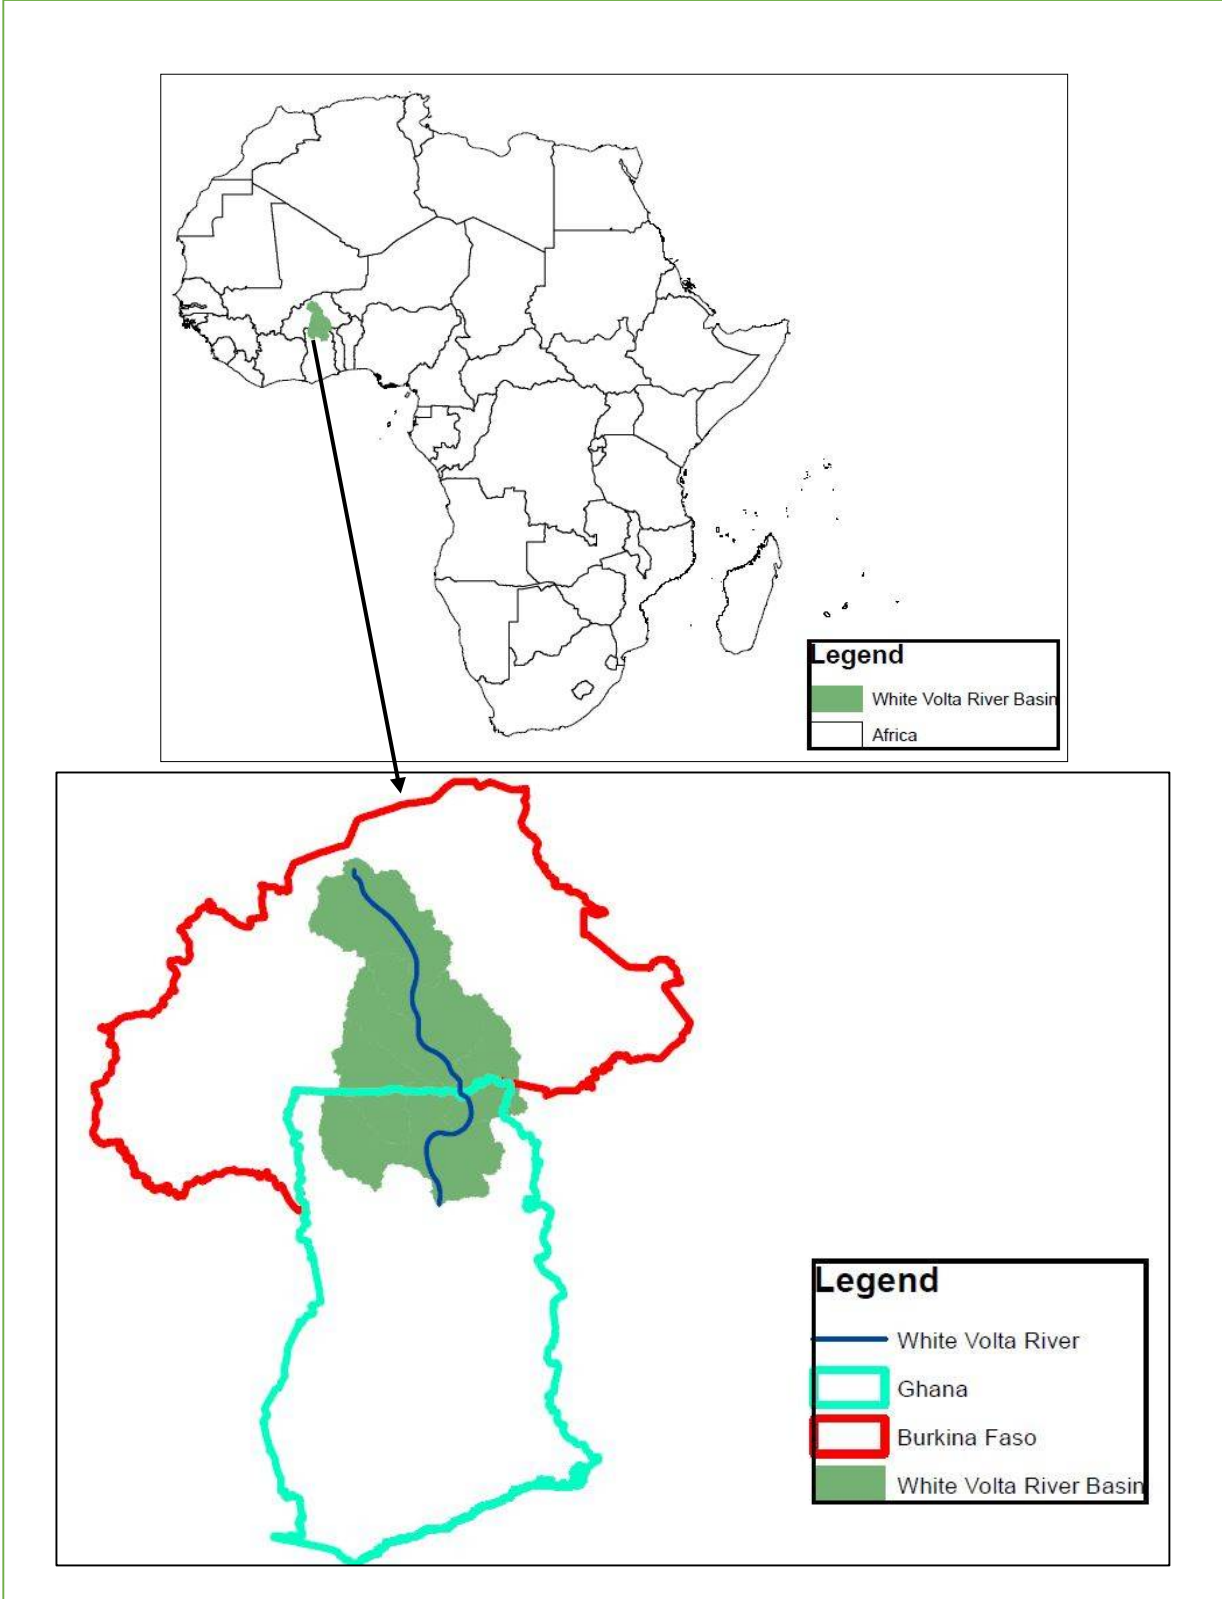 Legend
White Volta River Basin
Africa
Legend
White Volta River
Ghana
Burkina Faso
White Volta River Basin